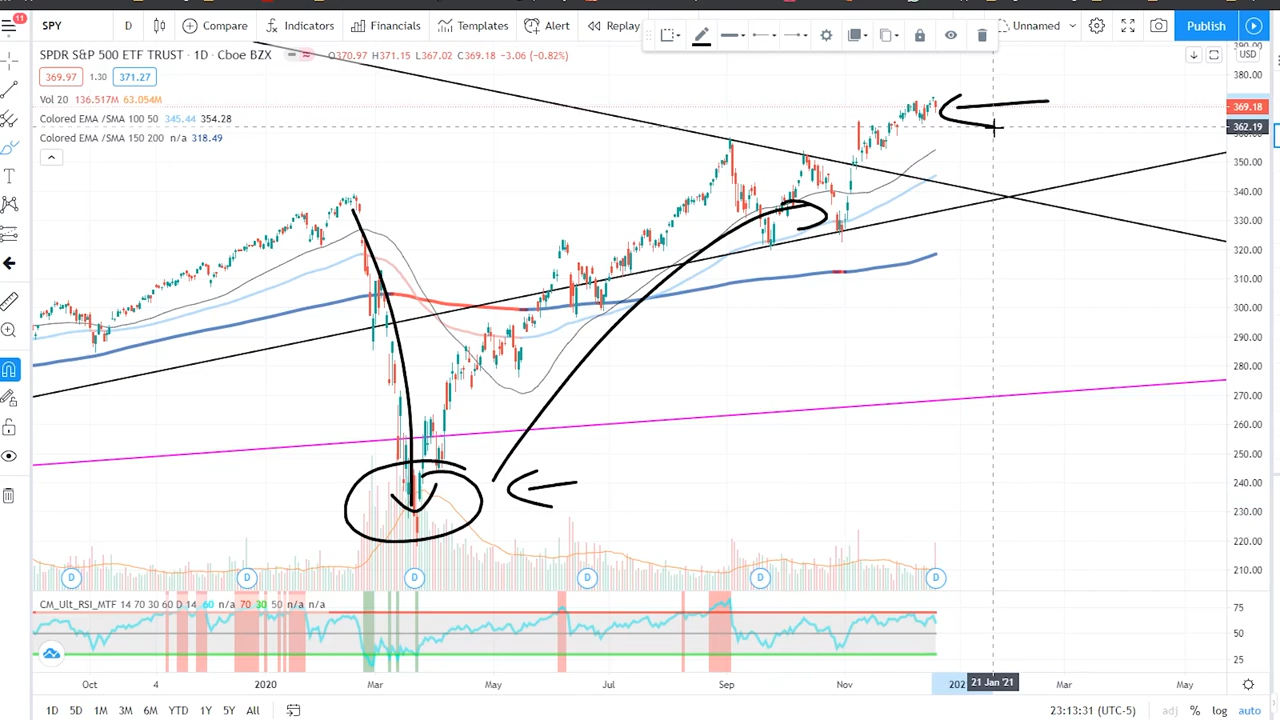 11
SPY
D
Compare
Indicators
Financials
Templates
Alert
Replay
Unnamed
Publish
SPDR S&P 500 ETF TRUST · 1D · Cboe BZX
O370.97 H371.15 L367.02 C369.18 −3.06 (−0.82%)
369.97 1.30 371.27
Vol 20 136.517M 63.054M
Colored EMA /SMA 100 50 345.44 354.28
Colored EMA /SMA 150 200 n/a 318.49
USD
380.00
369.18
362.19
350.00
340.00
330.00
320.00
310.00
300.00
290.00
280.00
270.00
260.00
250.00
240.00
230.00
220.00
210.00
D D D D D D
CM_Ult_RSI_MTF 14 70 30 60 D 14 60 n/a 70 30 50 n/a n/a
75
50
25
Oct 4 2020 Mar May Jul Sep Nov 202 21 Jan '21 Mar May
1D 5D 1M 3M 6M YTD 1Y 5Y All
23:13:31 (UTC-5) adj % log auto